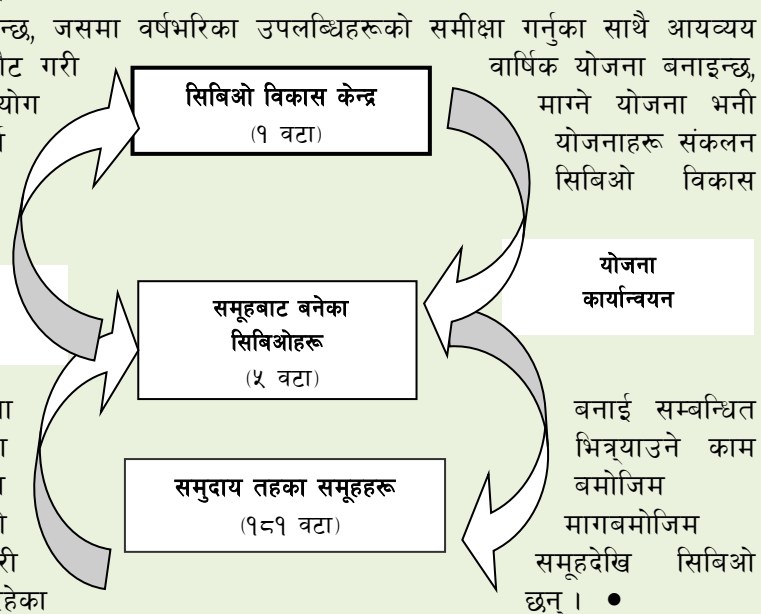 जसमा वर्षभरिका उपलब्धिहरूको समीक्षा गर्नुका साथै आयव्यय
गरी
वार्षिक योजना बनाइन्छ,
माग्ने योजना भनी
योजनाहरू संकलन
सिबिओ विकास
सिबिओ विकास केन्द्र
(१ वटा)
योजना
कार्यान्वयन
समूहबाट बनेका
सिबिओहरू
(५ वटा)
समुदाय तहका समूहहरू
(१८१ वटा)
बनाई सम्बन्धित
भित्र्याउने काम
बमोजिम
मागबमोजिम
समूहदेखि सिबिओ
छन् । ●